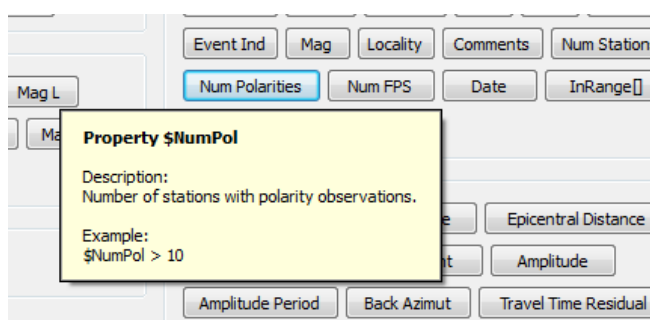 Event Ind Mag Locality Comments Num Station
Num Polarities Num FPS Date InRange[]
Mag L
Ma
Property $NumPol
Description:
Number of stations with polarity observations.
Example:
$NumPol > 10
e Epicentral Distance
t Amplitude
Amplitude Period Back Azimut Travel Time Residual